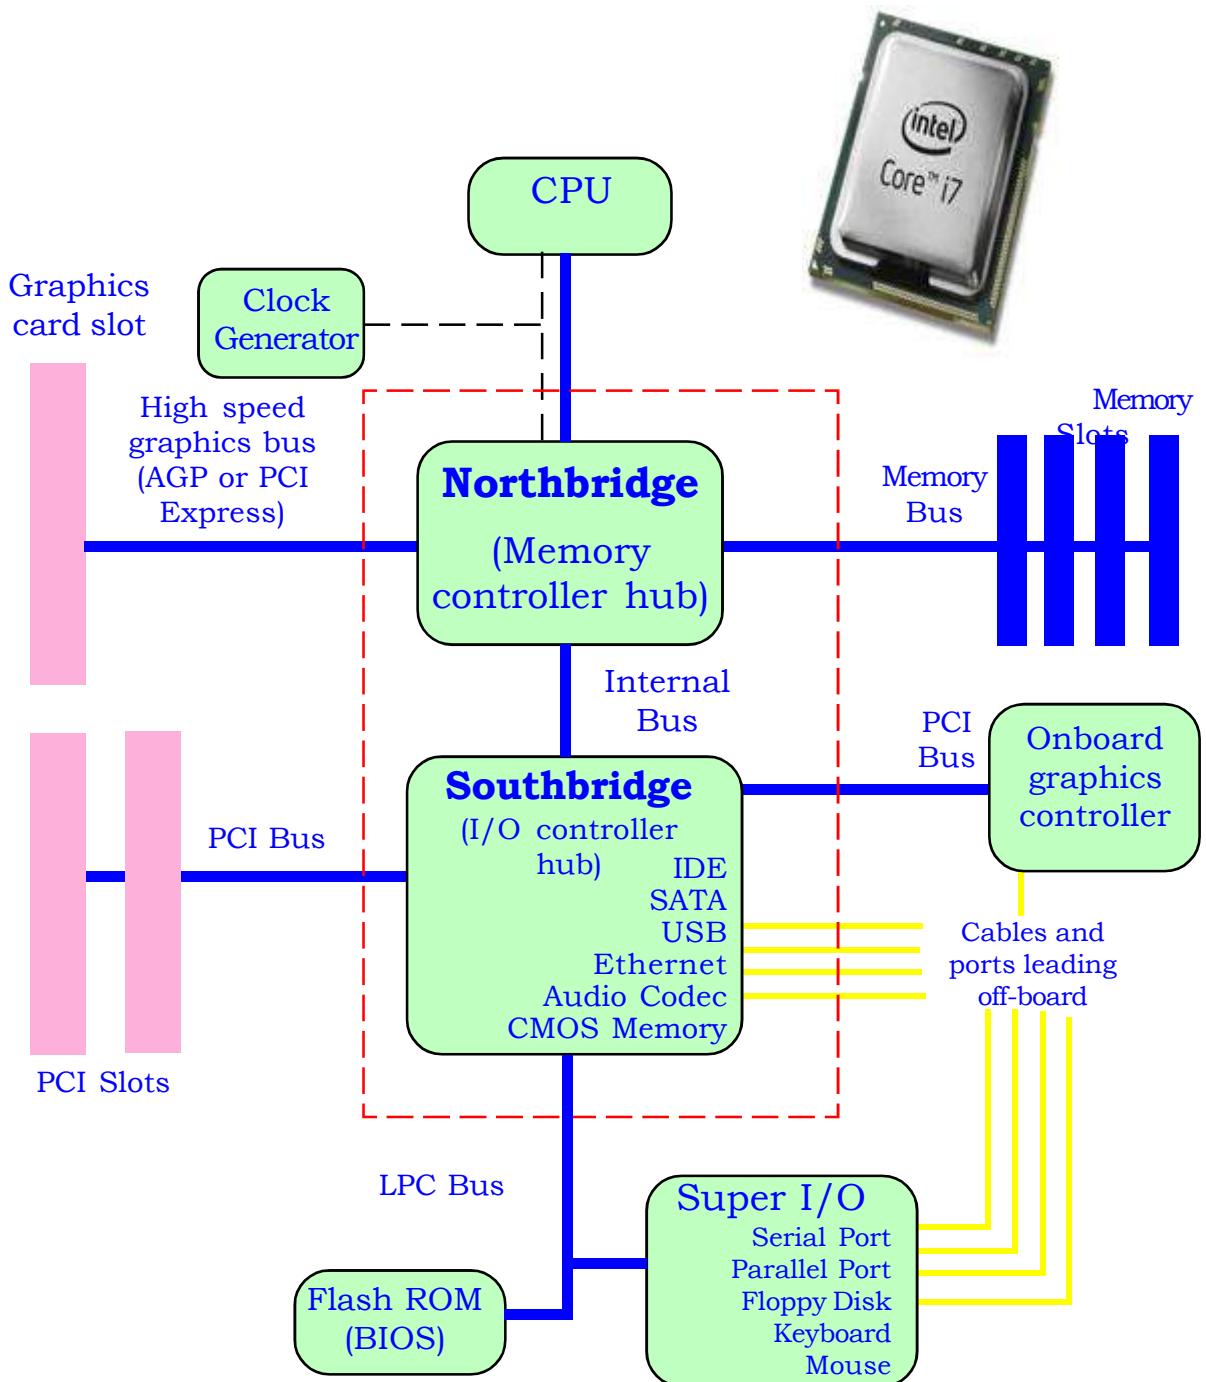 intel
Core™ i7
CPU
Graphics
card slot
Clock
Generator
High speed
graphics bus
(AGP or PCI
Express)
Northbridge
(Memory
controller hub)
Memory
Slots
Memory
Bus
Internal
Bus
PCI
Bus
Onboard
graphics
controller
Southbridge
(I/O controller
hub)
IDE
SATA
USB
Ethernet
Audio Codec
CMOS Memory
PCI Bus
PCI Slots
Cables and
ports leading
off-board
LPC Bus
Super I/O
Serial Port
Parallel Port
Floppy Disk
Keyboard
Mouse
Flash ROM
(BIOS)